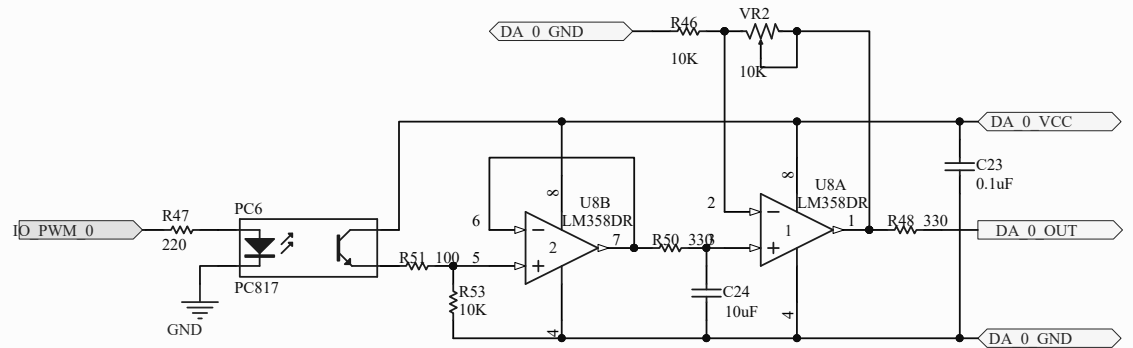 DA_0_GND
R46
10K
VR2
10K
DA_0_VCC
C23
0.1uF
U8B
LM358DR
8
6
7
2
5
4
U8A
LM358DR
8
2
1
1
3
4
IO_PWM_0
R47
220
PC6
PC817
GND
R51 100
R53
10K
R50 330
C24
10uF
R48 330
DA_0_OUT
DA_0_GND